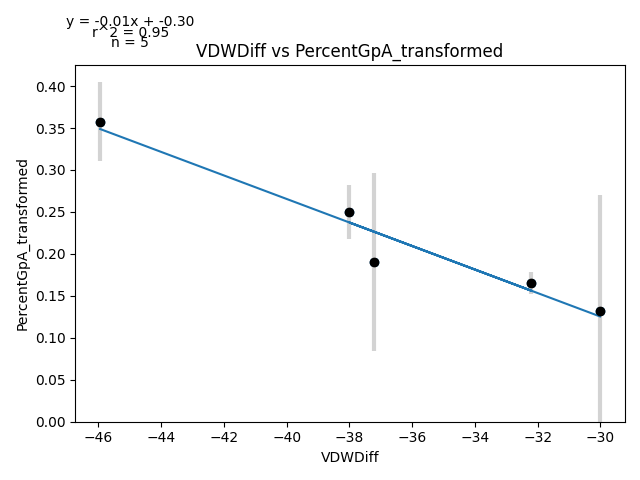 y = -0.01x + -0.30
r^2 = 0.95
n = 5
VDWDiff vs PercentGpA_transformed
PercentGpA_transformed
0.40
0.35
0.30
0.25
0.20
0.15
0.10
0.05
0.00
−46 −44 −42 −40 −38 −36 −34 −32 −30
VDWDiff